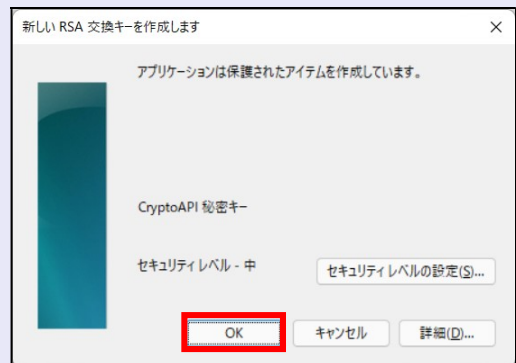 新しい RSA 交換キーを作成します
アプリケーションは保護されたアイテムを作成しています。
CryptoAPI 秘密キー
セキュリティ レベル - 中
セキュリティ レベルの設定(S)...
OK
キャンセル
詳細(D)...